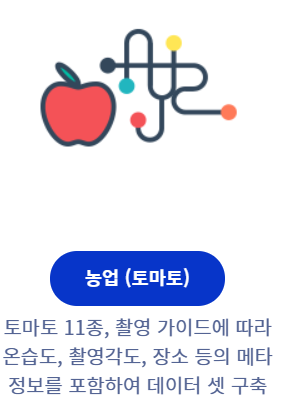 농업 (토마토)
토마토 11종, 촬영 가이드에 따라
온습도, 촬영각도, 장소 등의 메타
정보를 포함하여 데이터 셋 구축